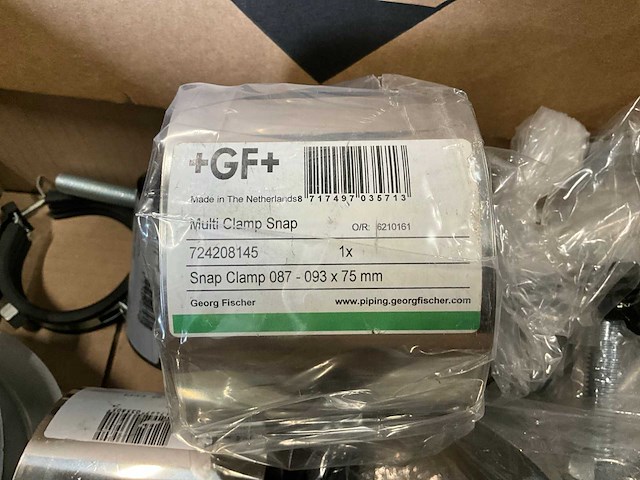 +GF+
Made in The Netherlands
8 717497 035713
Multi Clamp Snap O/R: 6210161
724208145 1x
Snap Clamp 087 - 093 x 75 mm
Georg Fischer www.piping.georgfischer.com